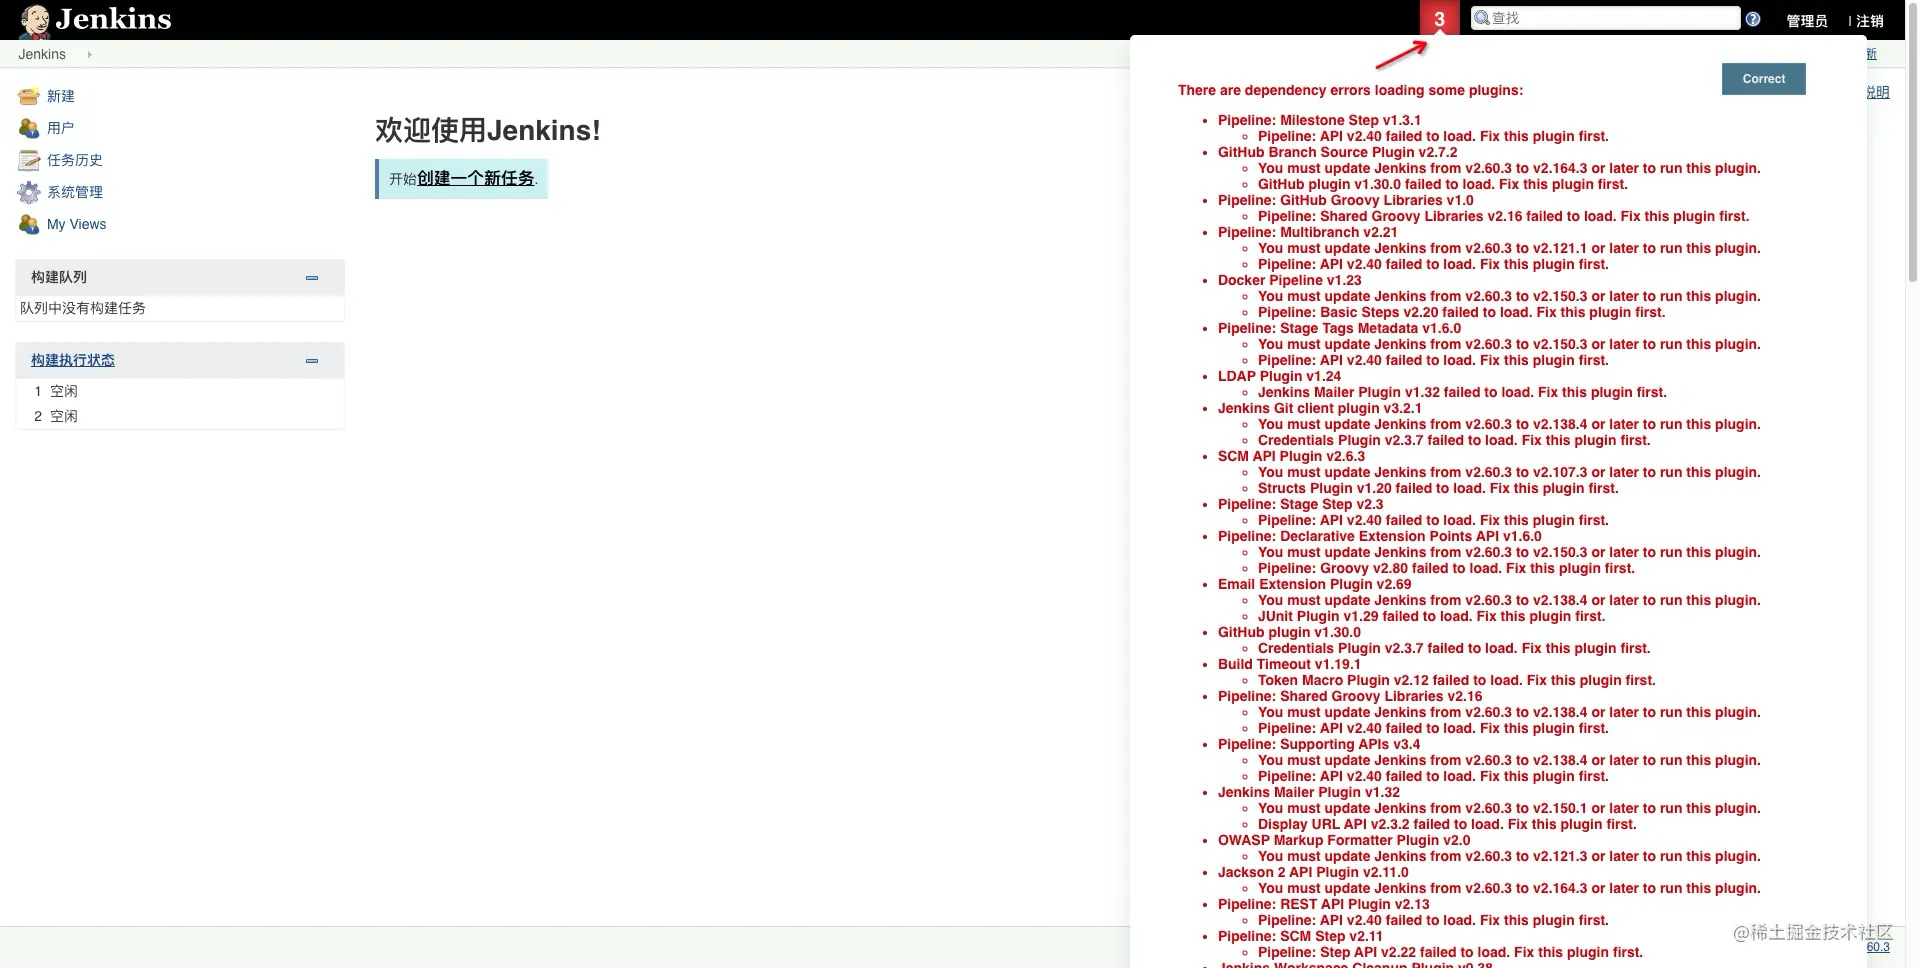 Jenkins
3
查找
管理员
| 注销
Jenkins
新
说明
新建
用户
任务历史
系统管理
My Views
构建队列
队列中没有构建任务
构建执行状态
1 空闲
2 空闲
欢迎使用Jenkins!
开始创建一个新任务.
Correct
There are dependency errors loading some plugins:
Pipeline: Milestone Step v1.3.1
Pipeline: API v2.40 failed to load. Fix this plugin first.
GitHub Branch Source Plugin v2.7.2
You must update Jenkins from v2.60.3 to v2.164.3 or later to run this plugin.
GitHub plugin v1.30.0 failed to load. Fix this plugin first.
Pipeline: GitHub Groovy Libraries v1.0
Pipeline: Shared Groovy Libraries v2.16 failed to load. Fix this plugin first.
Pipeline: Multibranch v2.21
You must update Jenkins from v2.60.3 to v2.121.1 or later to run this plugin.
Pipeline: API v2.40 failed to load. Fix this plugin first.
Docker Pipeline v1.23
You must update Jenkins from v2.60.3 to v2.150.3 or later to run this plugin.
Pipeline: Basic Steps v2.20 failed to load. Fix this plugin first.
Pipeline: Stage Tags Metadata v1.6.0
You must update Jenkins from v2.60.3 to v2.150.3 or later to run this plugin.
Pipeline: API v2.40 failed to load. Fix this plugin first.
LDAP Plugin v1.24
Jenkins Mailer Plugin v1.32 failed to load. Fix this plugin first.
Jenkins Git client plugin v3.2.1
You must update Jenkins from v2.60.3 to v2.138.4 or later to run this plugin.
Credentials Plugin v2.3.7 failed to load. Fix this plugin first.
SCM API Plugin v2.6.3
You must update Jenkins from v2.60.3 to v2.107.3 or later to run this plugin.
Structs Plugin v1.20 failed to load. Fix this plugin first.
Pipeline: Stage Step v2.3
Pipeline: API v2.40 failed to load. Fix this plugin first.
Pipeline: Declarative Extension Points API v1.6.0
You must update Jenkins from v2.60.3 to v2.150.3 or later to run this plugin.
Pipeline: Groovy v2.80 failed to load. Fix this plugin first.
Email Extension Plugin v2.69
You must update Jenkins from v2.60.3 to v2.138.4 or later to run this plugin.
JUnit Plugin v1.29 failed to load. Fix this plugin first.
GitHub plugin v1.30.0
Credentials Plugin v2.3.7 failed to load. Fix this plugin first.
Build Timeout v1.19.1
Token Macro Plugin v2.12 failed to load. Fix this plugin first.
Pipeline: Shared Groovy Libraries v2.16
You must update Jenkins from v2.60.3 to v2.138.4 or later to run this plugin.
Pipeline: API v2.40 failed to load. Fix this plugin first.
Pipeline: Supporting APIs v3.4
You must update Jenkins from v2.60.3 to v2.138.4 or later to run this plugin.
Pipeline: API v2.40 failed to load. Fix this plugin first.
Jenkins Mailer Plugin v1.32
You must update Jenkins from v2.60.3 to v2.150.1 or later to run this plugin.
Display URL API v2.3.2 failed to load. Fix this plugin first.
OWASP Markup Formatter Plugin v2.0
You must update Jenkins from v2.60.3 to v2.121.3 or later to run this plugin.
Jackson 2 API Plugin v2.11.0
You must update Jenkins from v2.60.3 to v2.164.3 or later to run this plugin.
Pipeline: REST API Plugin v2.13
Pipeline: API v2.40 failed to load. Fix this plugin first.
Pipeline: SCM Step v2.11
Pipeline: Step API v2.22 failed to load. Fix this plugin first.
Jenkins Workspace Cleanup Plugin v0.38
@稀土掘金技术社区
60.3